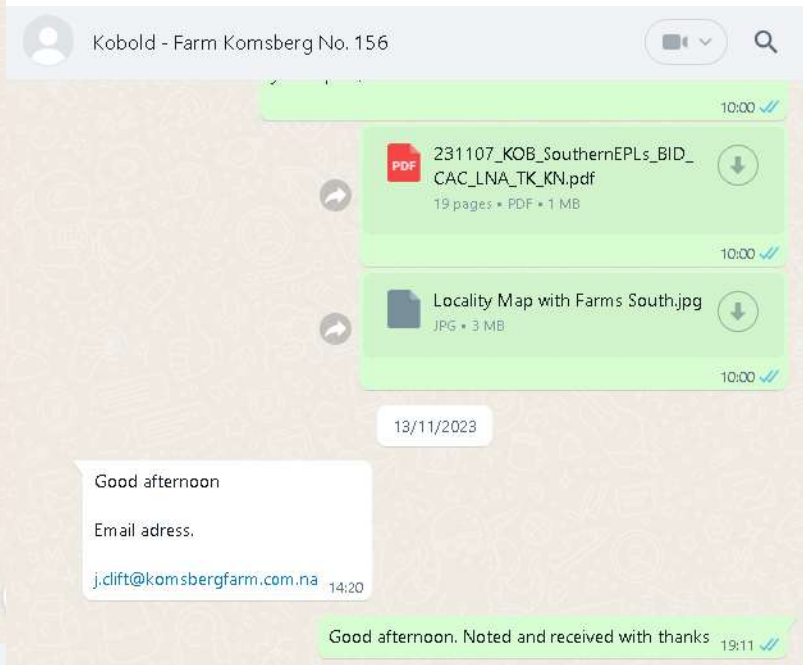 Kobold - Farm Komsberg No. 156
10:00
PDF
231107_KOB_SouthernEPLs_BID_
CAC_LNA_TK_KN.pdf
19 pages • PDF • 1 MB
10:00
Locality Map with Farms South.jpg
JPG • 3 MB
10:00
13/11/2023
Good afternoon
Email adress.
j.clift@komsbergfarm.com.na 14:20
Good afternoon. Noted and received with thanks 19:11